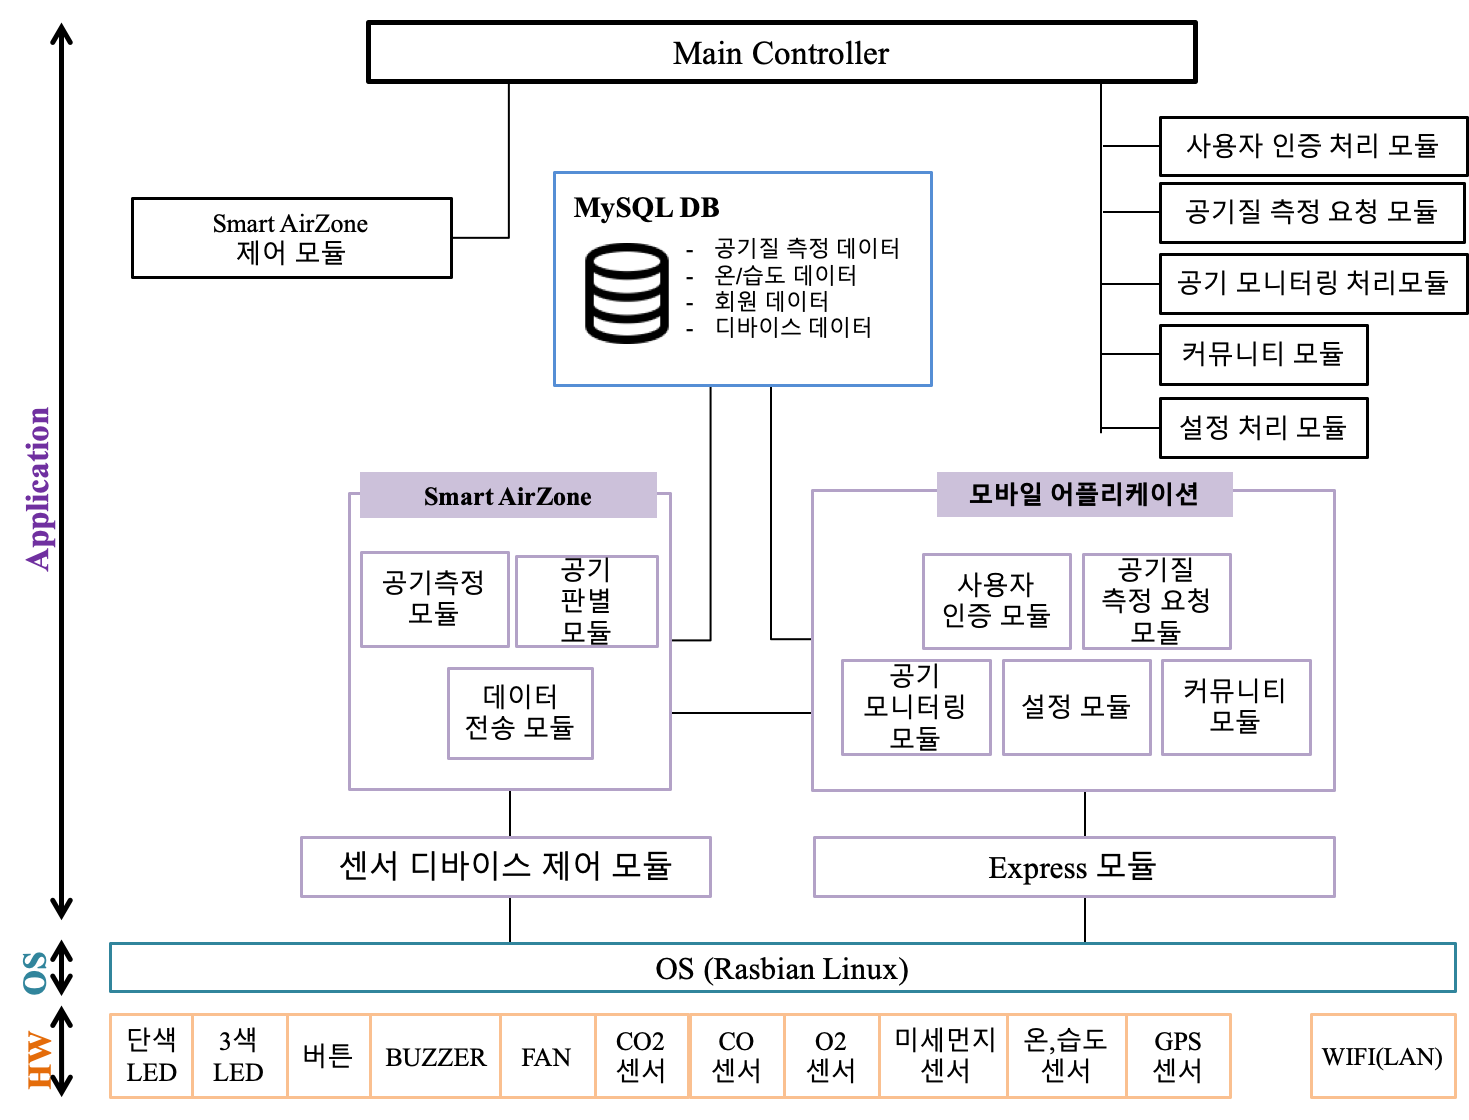 Main Controller
사용자 인증 처리 모듈
공기질 측정 요청 모듈
공기 모니터링 처리모듈
커뮤니티 모듈
설정 처리 모듈
Smart AirZone
제어 모듈
MySQL DB
- 공기질 측정 데이터
- 온/습도 데이터
- 회원 데이터
- 디바이스 데이터
Application
Smart AirZone
공기측정
모듈
공기
판별
모듈
데이터
전송 모듈
모바일 어플리케이션
사용자
인증 모듈
공기질
측정 요청
모듈
공기
모니터링
모듈
설정 모듈
커뮤니티
모듈
센서 디바이스 제어 모듈
Express 모듈
OS
OS (Rasbian Linux)
HW
단색
LED
3색
LED
버튼
BUZZER
FAN
CO2
센서
CO
센서
O2
센서
미세먼지
센서
온,습도
센서
GPS
센서
WIFI(LAN)